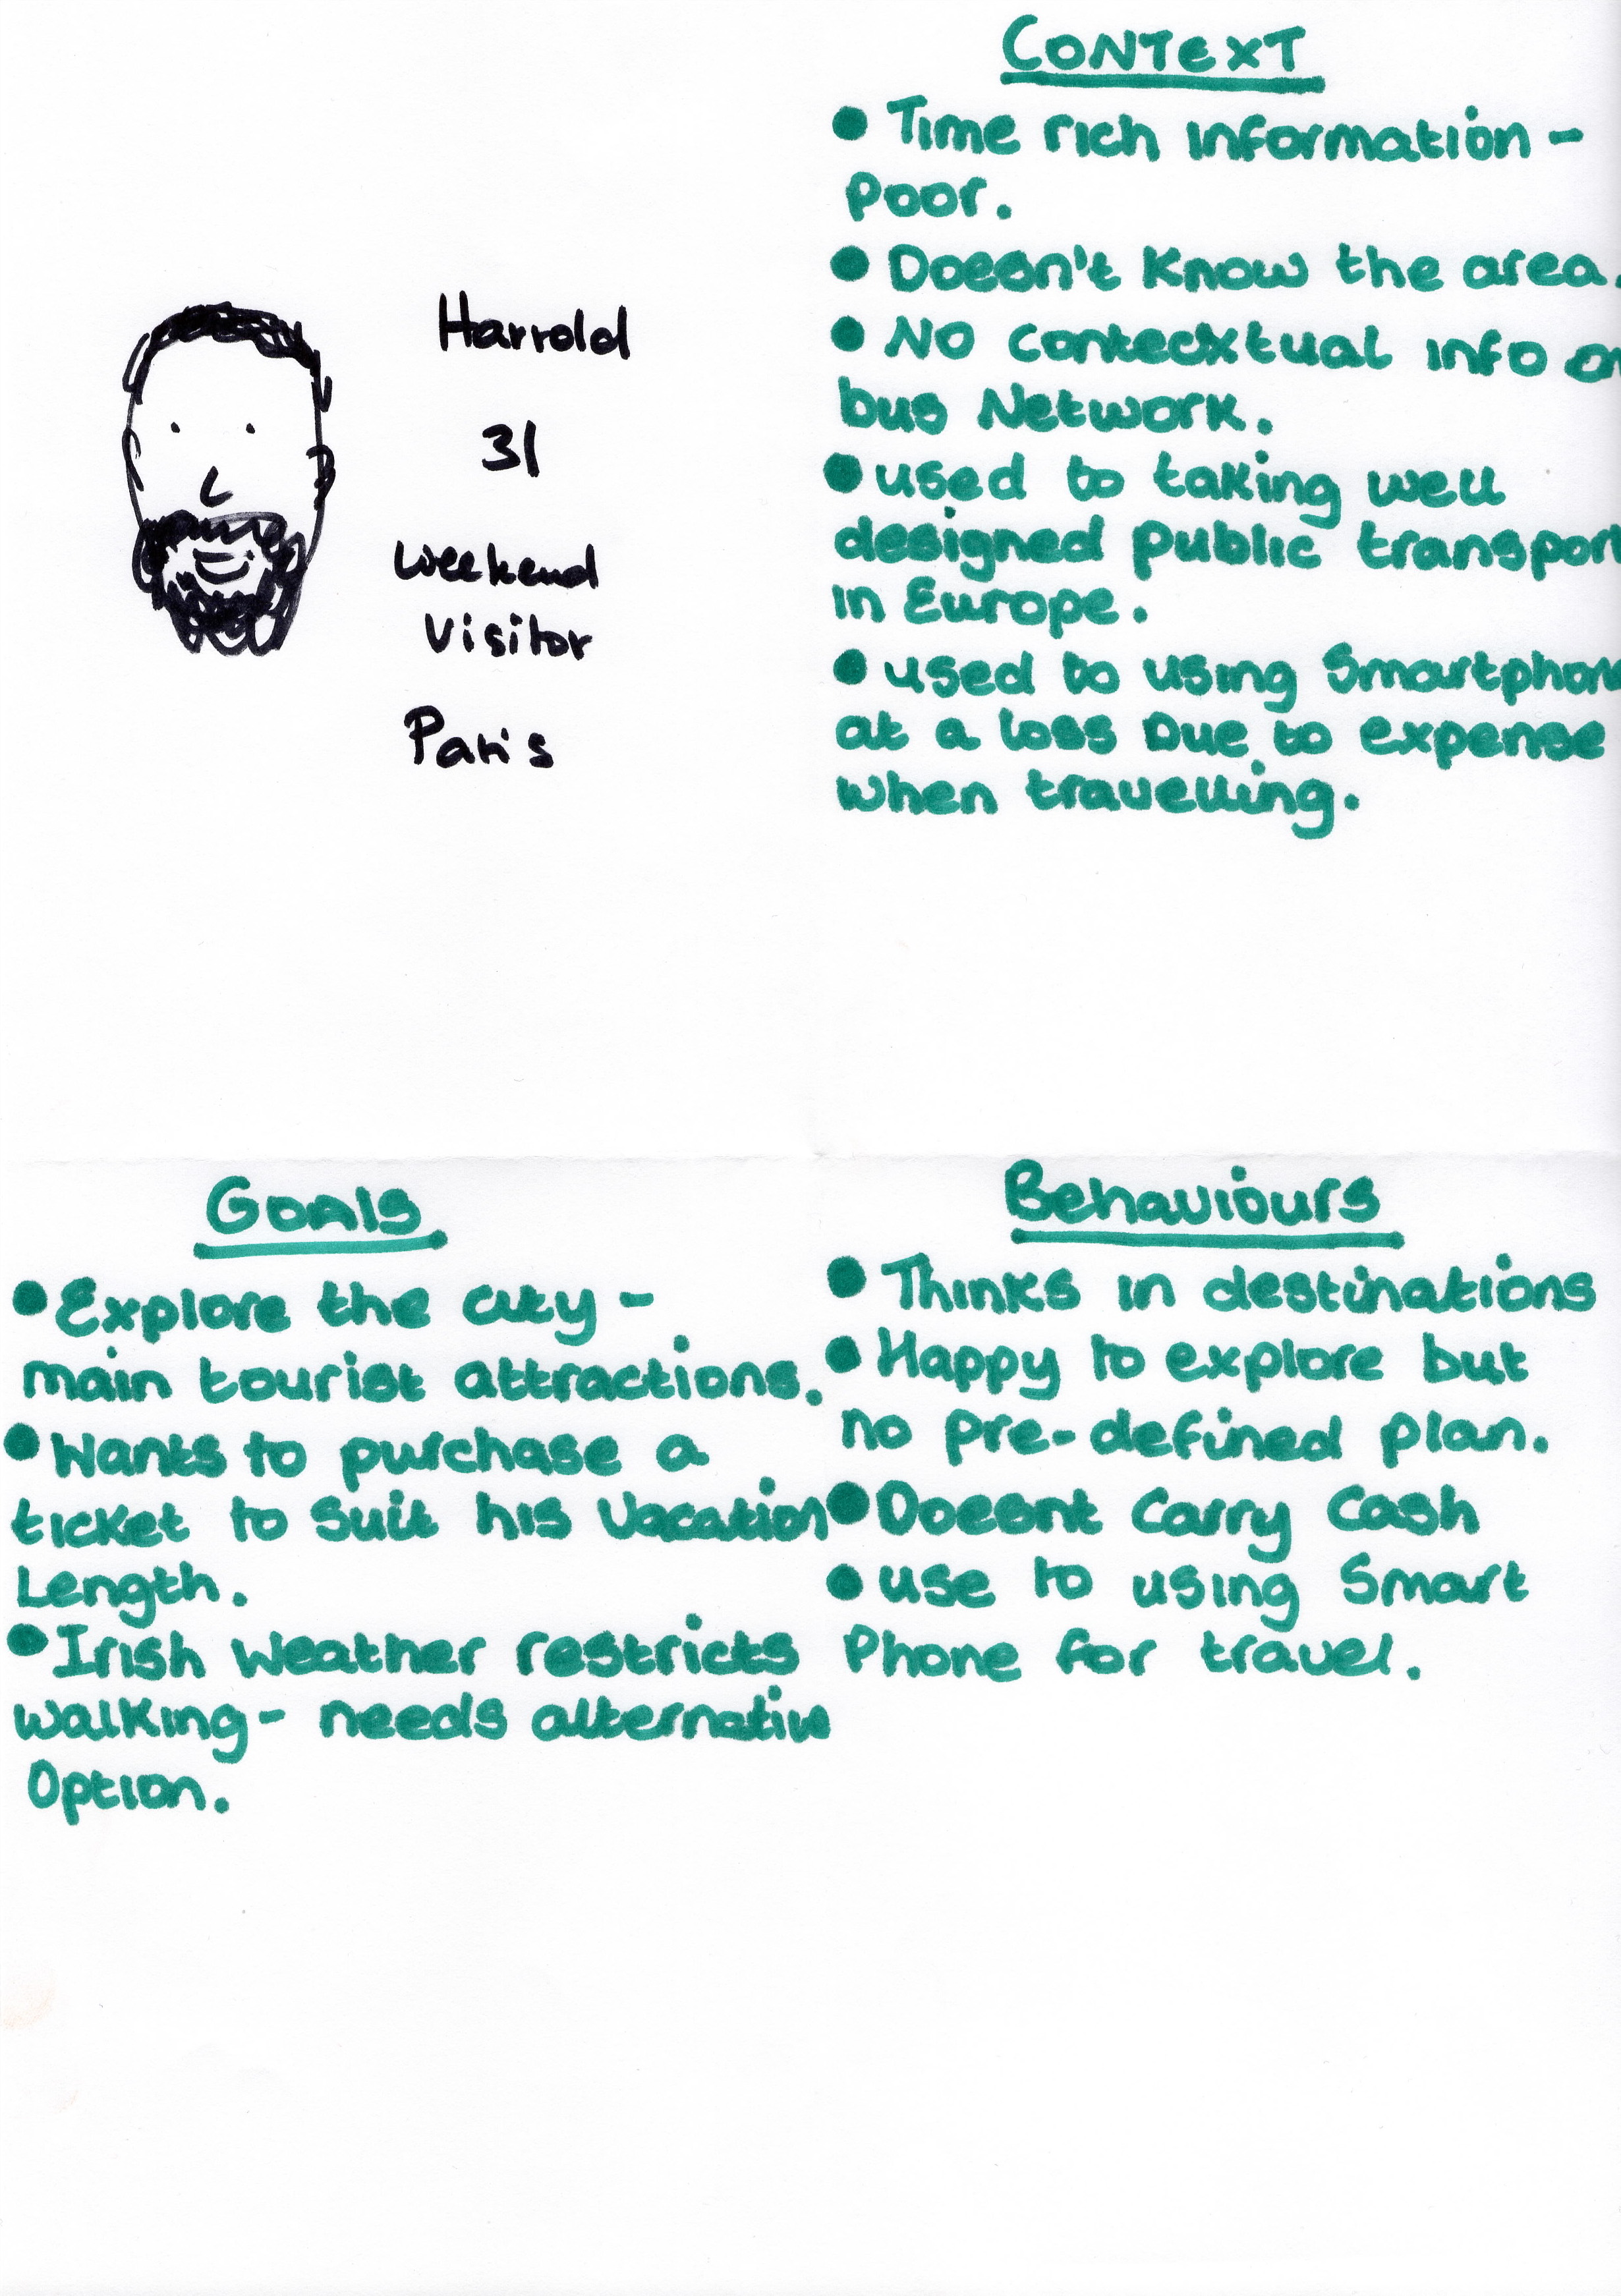 Harrold
31
Weekend
Visitor
Paris
CONTEXT
● Time rich information -
Poor.
● Doesn't Know the area.
● NO contecxtual info on
bus Network.
● used to taking well
designed public transport
in Europe.
● used to using Smartphone
at a loss Due to expense
when travelling.
Goals
● Explore the city -
main tourist attractions.
● Wants to purchase a
ticket to Suit his Vacation
Length.
● Irish Weather restricts
walking - needs alternative
Option.
Behaviours
● Thinks in destinations
● Happy to explore but
no pre-defined plan.
● Doesnt Carry Cash
● use to using Smart
Phone for travel.